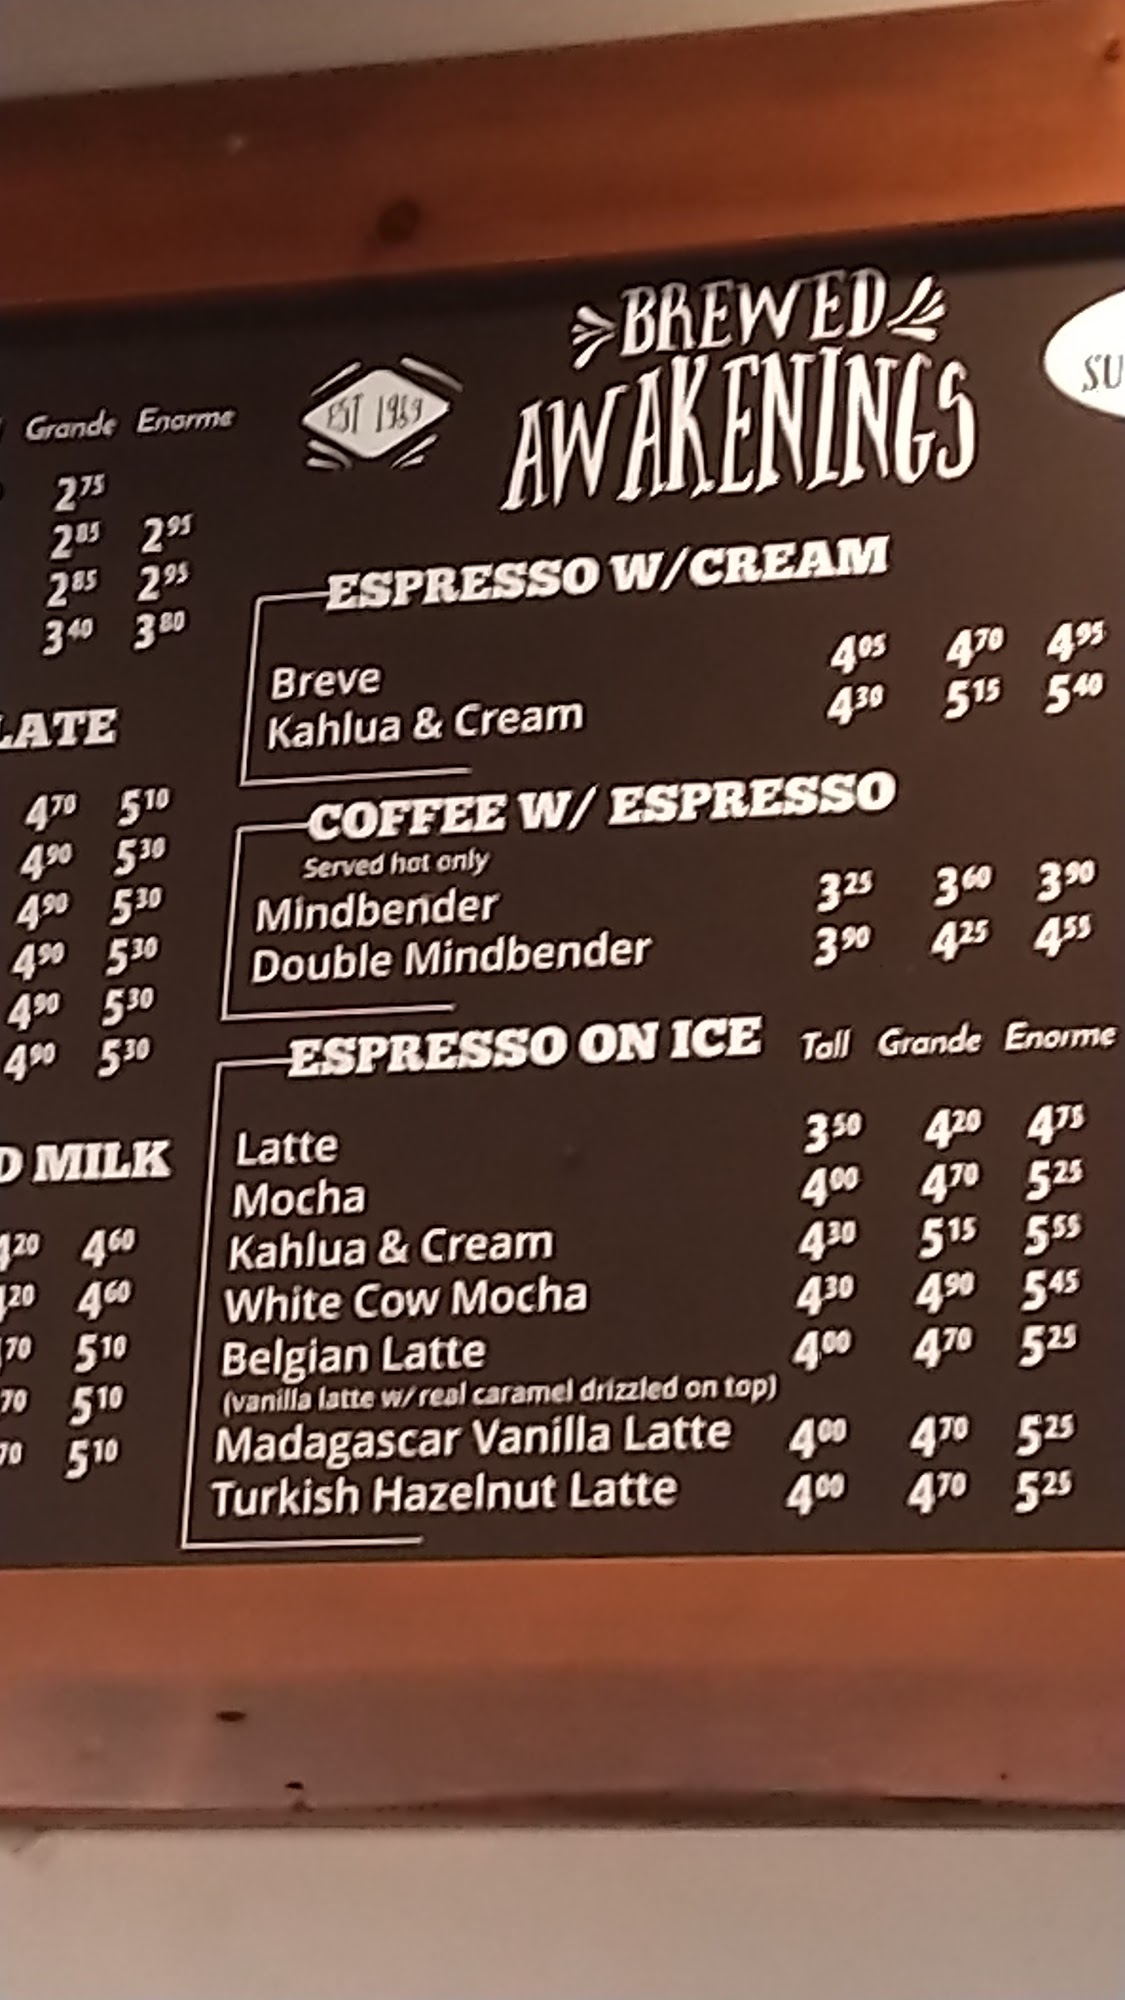 Grande Enorme
2 75
2 85 2 95
2 85 2 95
3 40 3 80
LATE
4 70 5 10
4 90 5 30
4 90 5 30
4 90 5 30
4 90 5 30
4 90 5 30
D MILK
20 4 60
20 4 60
70 5 10
70 5 10
70 5 10
EST 1969
BREWED
AWAKENINGS
SU
ESPRESSO W/CREAM
Breve 4 05 4 70 4 95
Kahlua & Cream 4 30 5 15 5 40
COFFEE W/ ESPRESSO
Served hot only
Mindbender 3 25 3 60 3 90
Double Mindbender 3 90 4 25 4 55
ESPRESSO ON ICE Tall Grande Enorme
Latte 3 50 4 20 4 75
Mocha 4 00 4 70 5 25
Kahlua & Cream 4 30 5 15 5 55
White Cow Mocha 4 30 4 90 5 45
Belgian Latte 4 00 4 70 5 25
(vanilla latte w/real caramel drizzled on top)
Madagascar Vanilla Latte 4 00 4 70 5 25
Turkish Hazelnut Latte 4 00 4 70 5 25